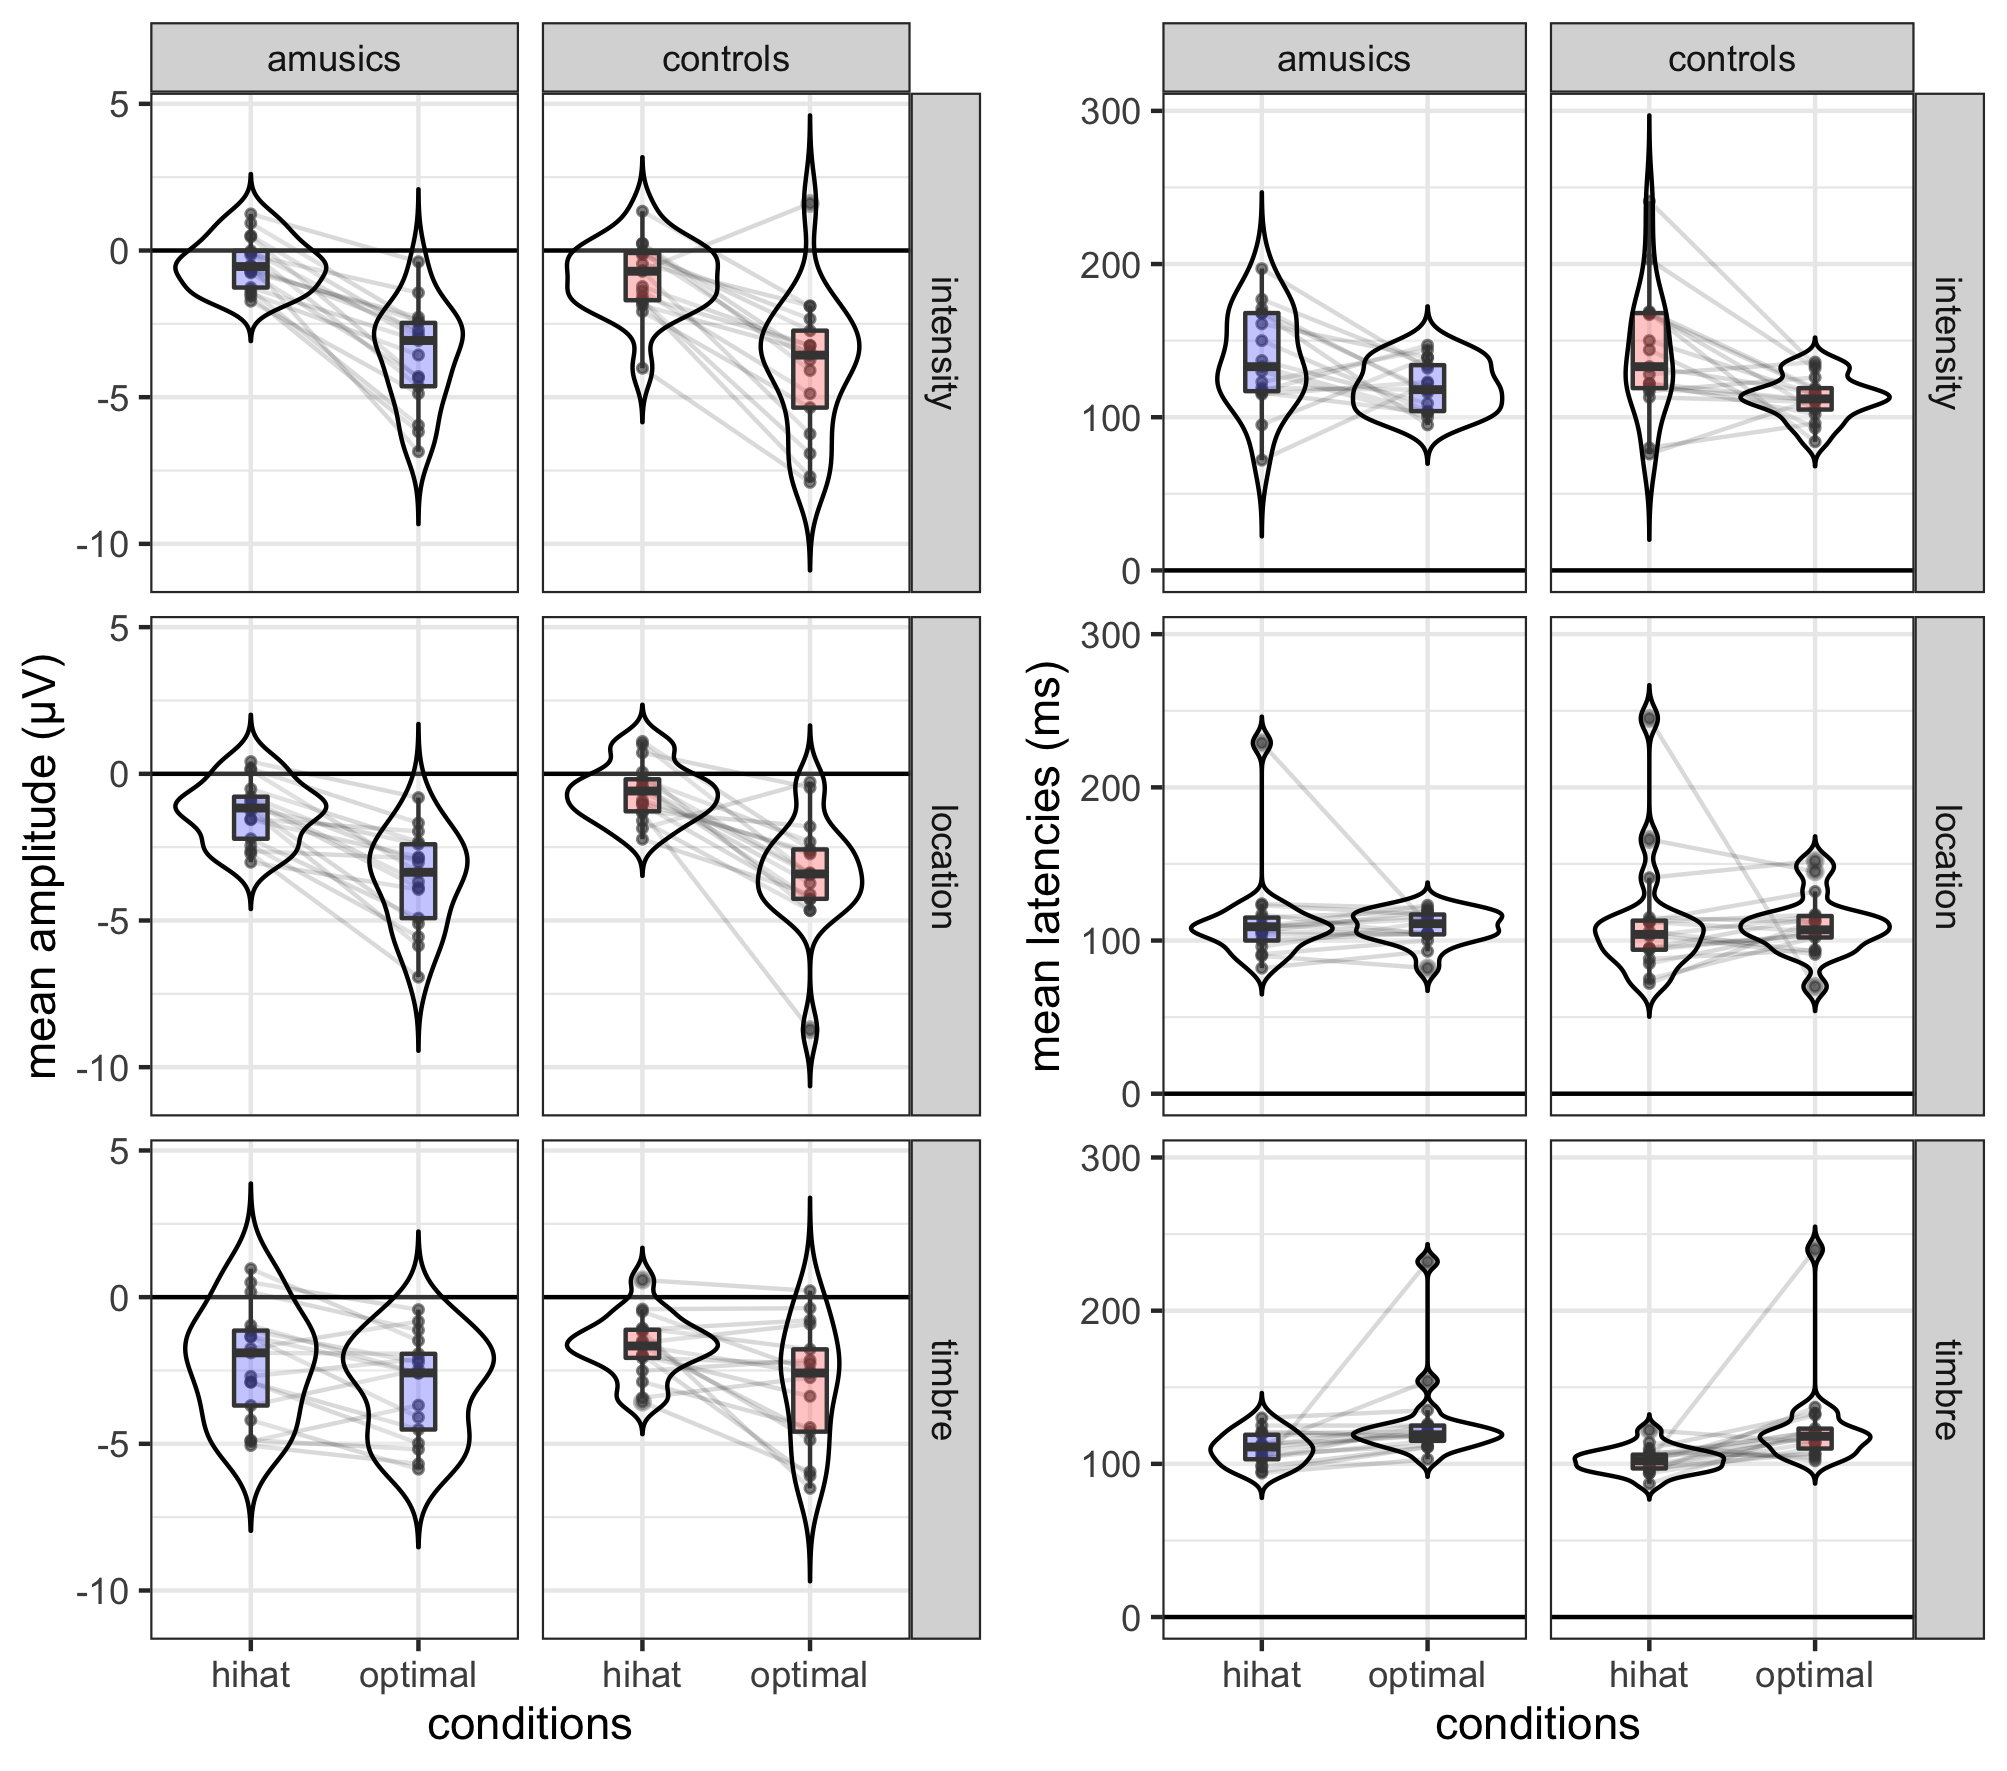 amusics
controls
amusics
controls
5
0
-5
-10
intensity
300
200
100
0
intensity
mean amplitude (µV)
5
0
-5
-10
location
mean latencies (ms)
300
200
100
0
location
5
0
-5
-10
timbre
300
200
100
0
timbre
hihat optimal
hihat optimal
hihat optimal
hihat optimal
conditions
conditions